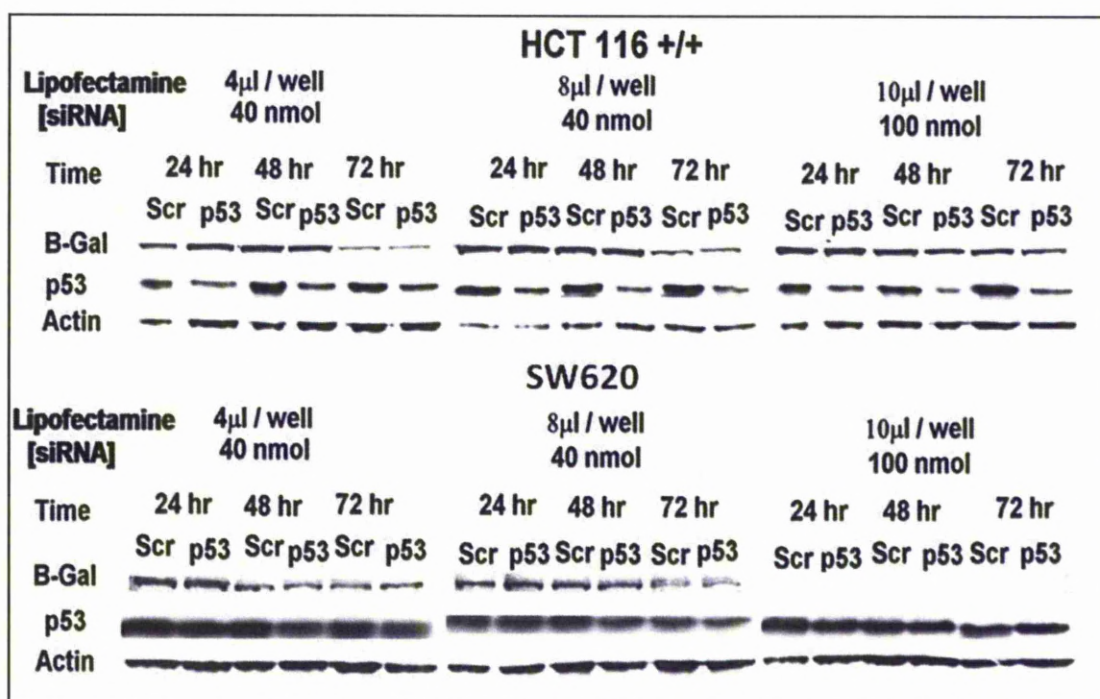 HCT 116 +/+
Lipofectamine 4µl / well 8µl / well 10µl / well
[siRNA] 40 nmol 40 nmol 100 nmol
Time 24 hr 48 hr 72 hr 24 hr 48 hr 72 hr 24 hr 48 hr 72 hr
Scr p53 Scr p53 Scr p53 Scr p53 Scr p53 Scr p53 Scr p53 Scr p53 Scr p53
B-Gal
p53
Actin
SW620
Lipofectamine 4µl / well 8µl / well 10µl / well
[siRNA] 40 nmol 40 nmol 100 nmol
Time 24 hr 48 hr 72 hr 24 hr 48 hr 72 hr 24 hr 48 hr 72 hr
Scr p53 Scr p53 Scr p53 Scr p53 Scr p53 Scr p53 Scr p53 Scr p53 Scr p53
B-Gal
p53
Actin